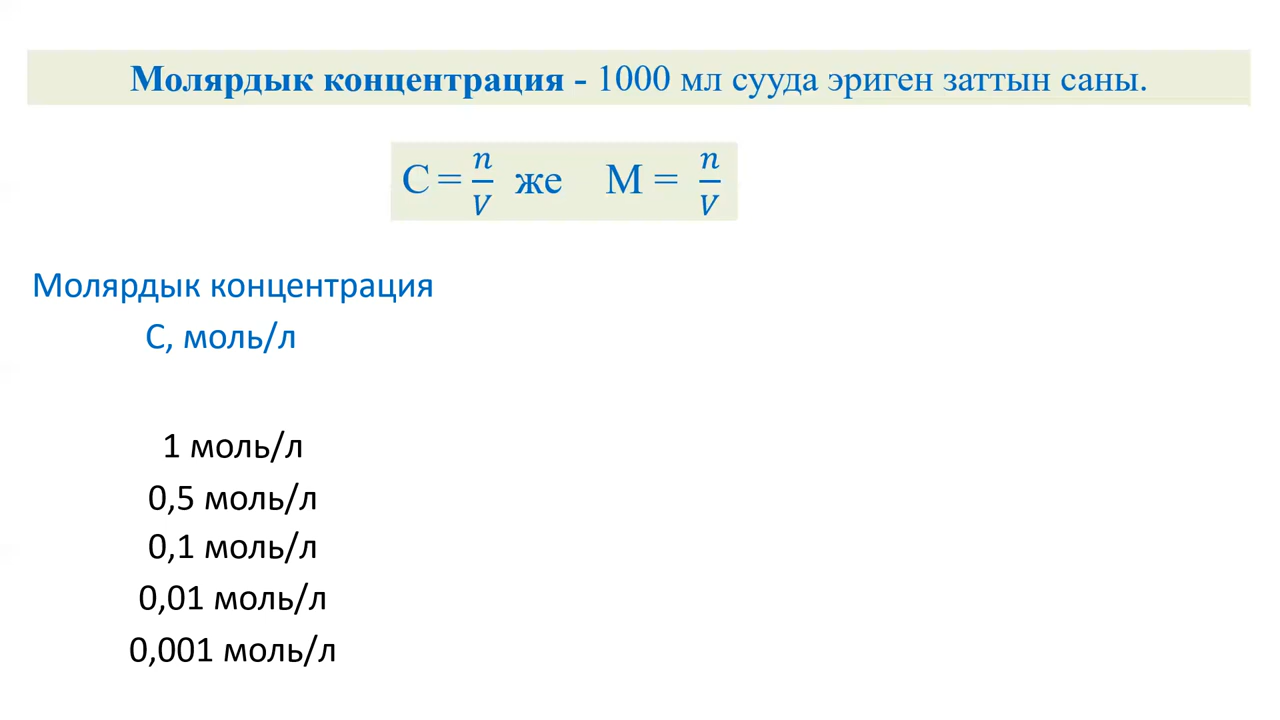 Молярдык концентрация - 1000 мл сууда эриген заттын саны.
С = n/V же М = n/V
Молярдык концентрация
С, моль/л
1 моль/л
0,5 моль/л
0,1 моль/л
0,01 моль/л
0,001 моль/л